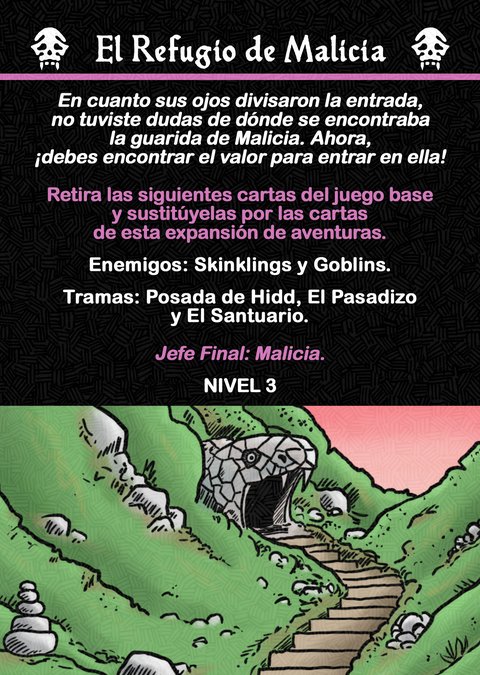 El Refugio de Malicia
En cuanto sus ojos divisaron la entrada,
no tuviste dudas de dónde se encontraba
la guarida de Malicia. Ahora,
¡debes encontrar el valor para entrar en ella!
Retira las siguientes cartas del juego base
y sustitúyelas por las cartas
de esta expansión de aventuras.
Enemigos: Skinklings y Goblins.
Tramas: Posada de Hidd, El Pasadizo
y El Santuario.
Jefe Final: Malicia.
NIVEL 3